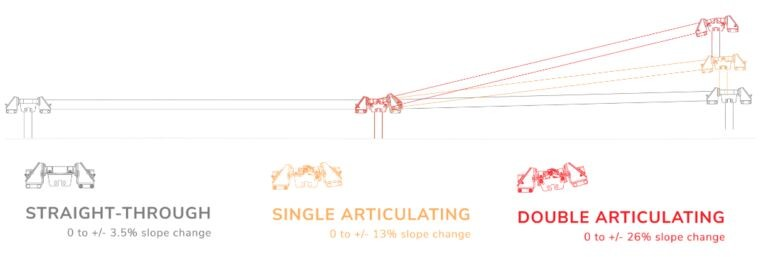 STRAIGHT-THROUGH
0 to +/- 3.5% slope change
SINGLE ARTICULATING
0 to +/- 13% slope change
DOUBLE ARTICULATING
0 to +/- 26% slope change